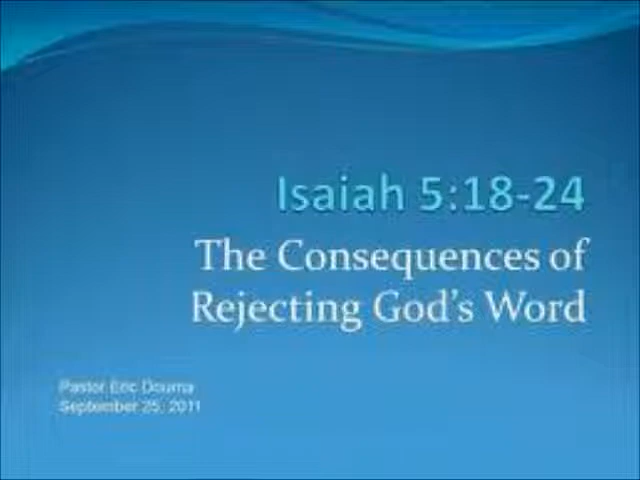 Isaiah 5:18-24
The Consequences of
Rejecting God's Word
Pastor Eric Douma
September 25, 2011